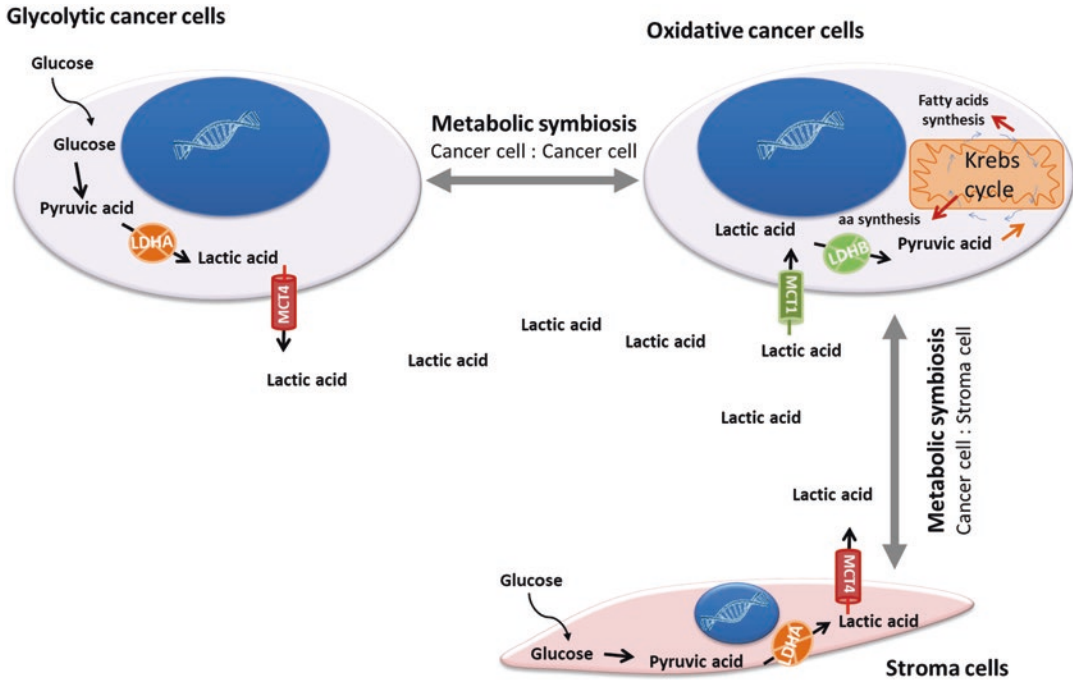 Glycolytic cancer cells
Glucose
Glucose
Pyruvic acid
LDHA
Lactic acid
MCT4
Lactic acid
Metabolic symbiosis
Cancer cell : Cancer cell
Oxidative cancer cells
Fatty acids
synthesis
Krebs
cycle
aa synthesis
Lactic acid
LDHB
Pyruvic acid
MCT1
Lactic acid
Lactic acid
Lactic acid
Lactic acid
Lactic acid
Metabolic symbiosis
Cancer cell : Stroma cell
Lactic acid
MCT4
Glucose
Glucose
Pyruvic acid
LDHA
Lactic acid
Stroma cells